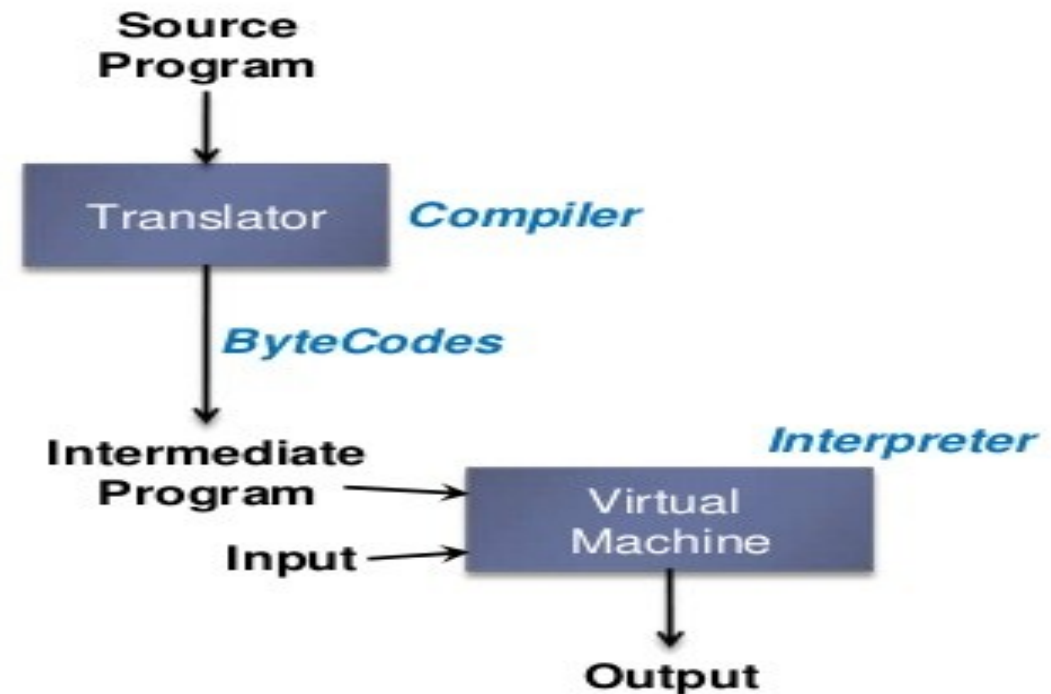 Source
Program
Translator
Compiler
ByteCodes
Intermediate
Program
Input
Interpreter
Virtual
Machine
Output